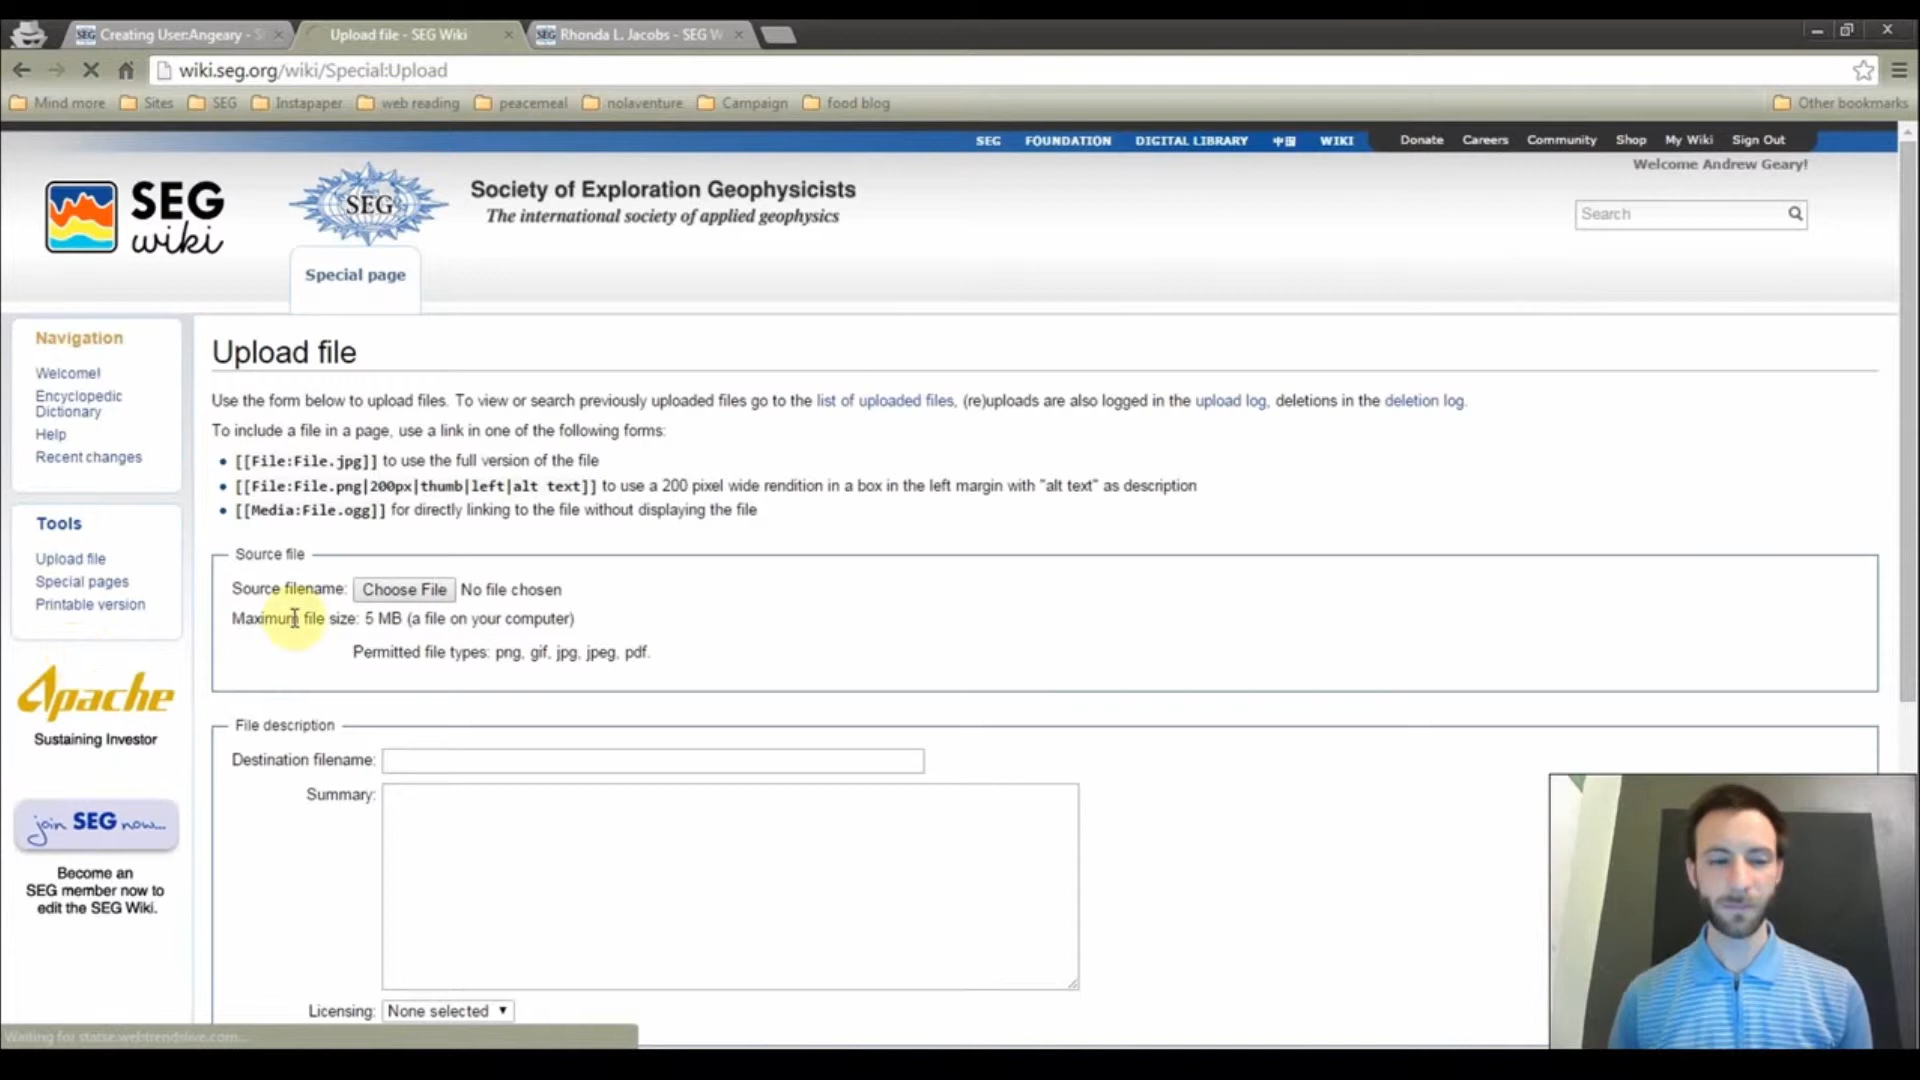 Creating User:Angeary - S
Upload file - SEG Wiki
SEG Rhonda L. Jacobs - SEG W
wiki.seg.org/wiki/Special:Upload
Mind more Sites SEG Instapaper web reading peacemeal nolaventure Campaign food blog Other bookmarks
SEG FOUNDATION DIGITAL LIBRARY 中国 WIKI Donate Careers Community Shop My Wiki Sign Out
Welcome Andrew Geary!
SEG
wiki
SEG
Society of Exploration Geophysicists
The international society of applied geophysics
Search
Special page
Navigation
Welcome!
Encyclopedic
Dictionary
Help
Recent changes
Tools
Upload file
Special pages
Printable version
Apache
Sustaining Investor
join SEG now...
Become an
SEG member now to
edit the SEG Wiki.
Upload file
Use the form below to upload files. To view or search previously uploaded files go to the list of uploaded files, (re)uploads are also logged in the upload log, deletions in the deletion log.
To include a file in a page, use a link in one of the following forms:
• [[File:File.jpg]] to use the full version of the file
• [[File:File.png|200px|thumb|left|alt text]] to use a 200 pixel wide rendition in a box in the left margin with "alt text" as description
• [[Media:File.ogg]] for directly linking to the file without displaying the file
Source file
Source filename: Choose File No file chosen
Maximum file size: 5 MB (a file on your computer)
Permitted file types: png, gif, jpg, jpeg, pdf.
File description
Destination filename:
Summary:
Licensing: None selected
Waiting for statse.webtrendslive.com...